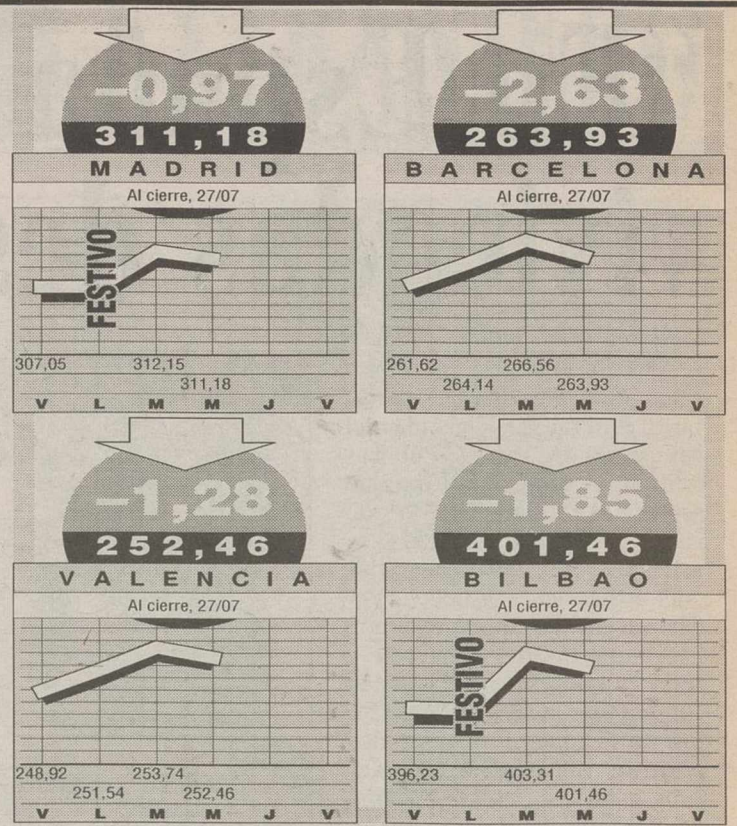 −0,97
311,18
MADRID
Al cierre, 27/07
FESTIVO
307,05 312,15
311,18
V L M M J V
−2,63
263,93
BARCELONA
Al cierre, 27/07
261,62 266,56
264,14 263,93
V L M M J V
−1,28
252,46
VALENCIA
Al cierre, 27/07
248,92 253,74
251,54 252,46
V L M M J V
−1,85
401,46
BILBAO
Al cierre, 27/07
FESTIVO
396,23 403,31
401,46
V L M M J V